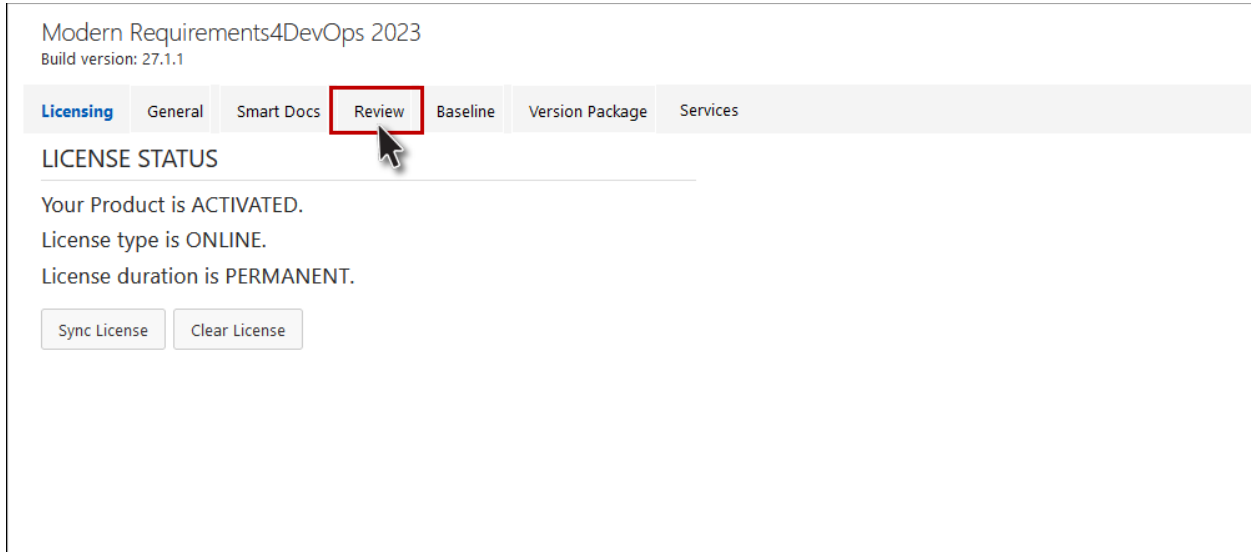 Modern Requirements4DevOps 2023
Build version: 27.1.1
Licensing General Smart Docs Review Baseline Version Package Services
LICENSE STATUS
Your Product is ACTIVATED.
License type is ONLINE.
License duration is PERMANENT.
Sync License Clear License